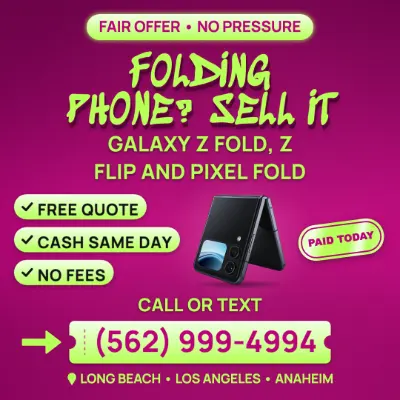 FAIR OFFER • NO PRESSURE
FOLDING
PHONE? SELL IT
GALAXY Z FOLD, Z
FLIP AND PIXEL FOLD
FREE QUOTE
CASH SAME DAY
NO FEES
PAID TODAY
CALL OR TEXT
(562) 999-4994
LONG BEACH • LOS ANGELES • ANAHEIM